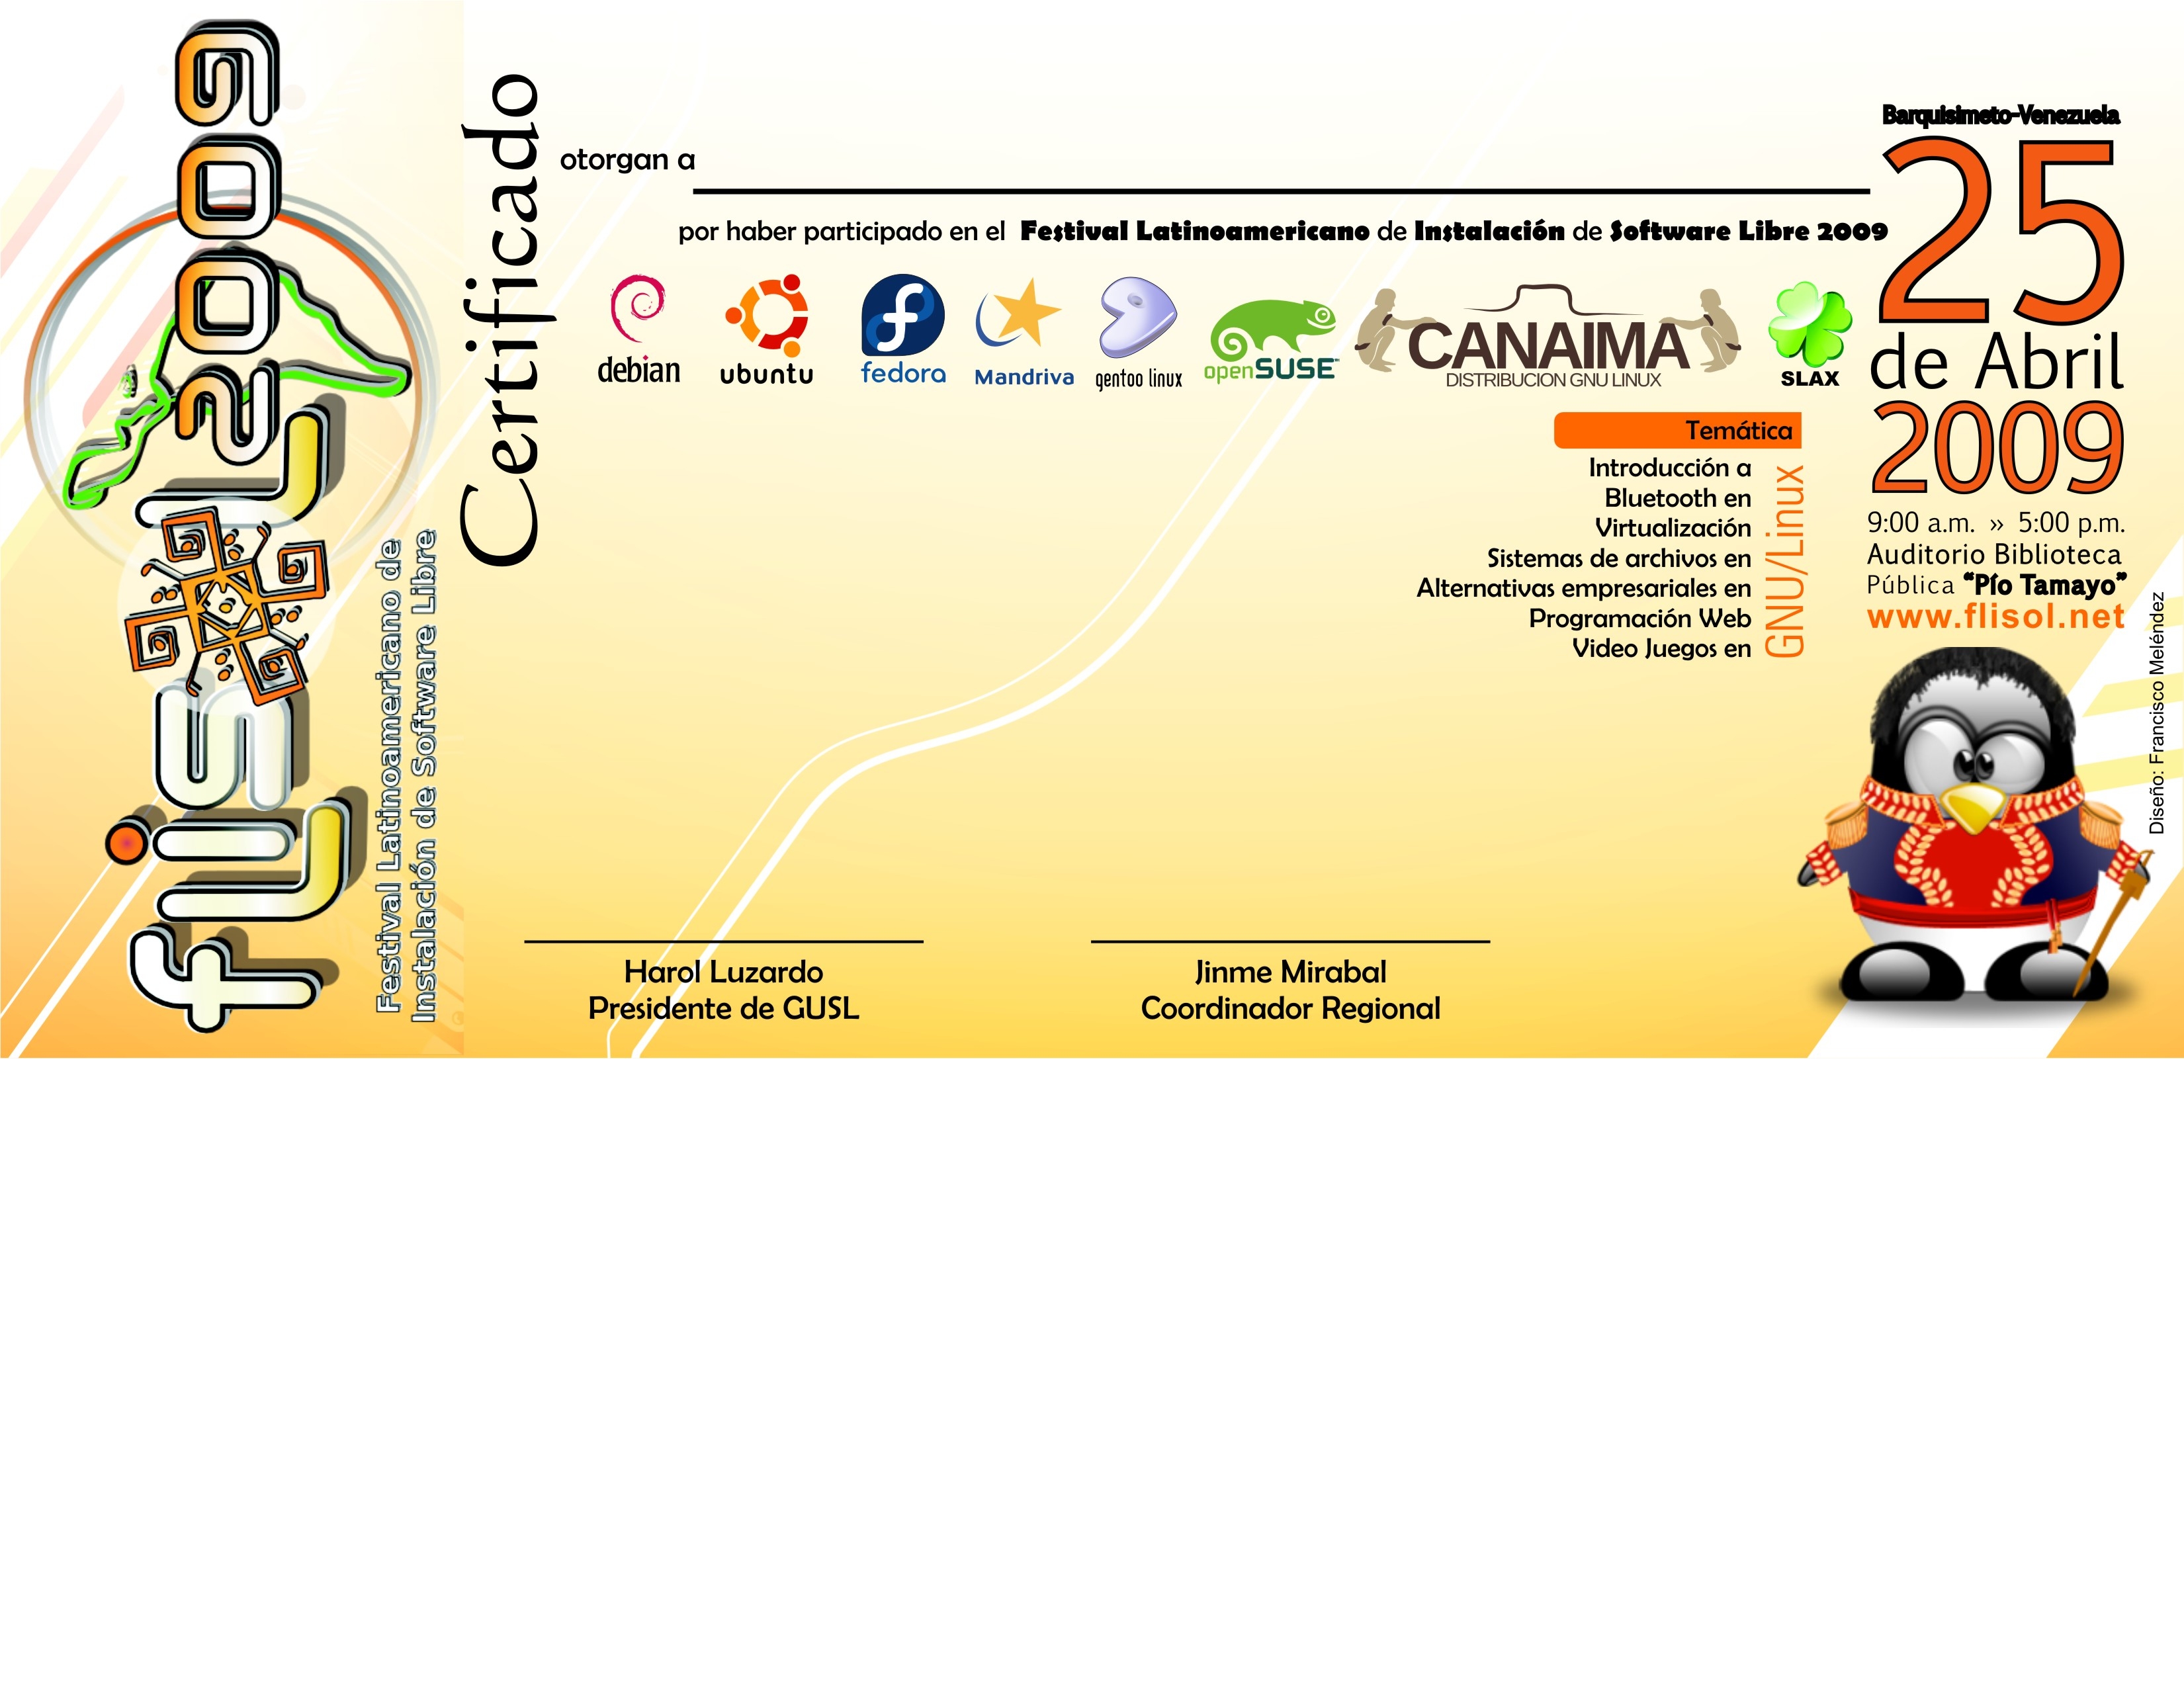 flisol 2009
Festival Latinoamericano de
Instalación de Software Libre
Certificado
otorgan a
por haber participado en el Festival Latinoamericano de Instalación de Software Libre 2009
debian
ubuntu
fedora
Mandriva
gentoo linux
openSUSE
CANAIMA
DISTRIBUCION GNU LINUX
SLAX
Temática
Introducción a
Bluetooth en
Virtualización
Sistemas de archivos en
Alternativas empresariales en
Programación Web
Video Juegos en
GNU/Linux
Barquisimeto-Venezuela
25
de Abril
2009
9:00 a.m. » 5:00 p.m.
Auditorio Biblioteca
Pública “Pío Tamayo”
www.flisol.net
Diseño: Francisco Meléndez
Harol Luzardo
Presidente de GUSL
Jinme Mirabal
Coordinador Regional